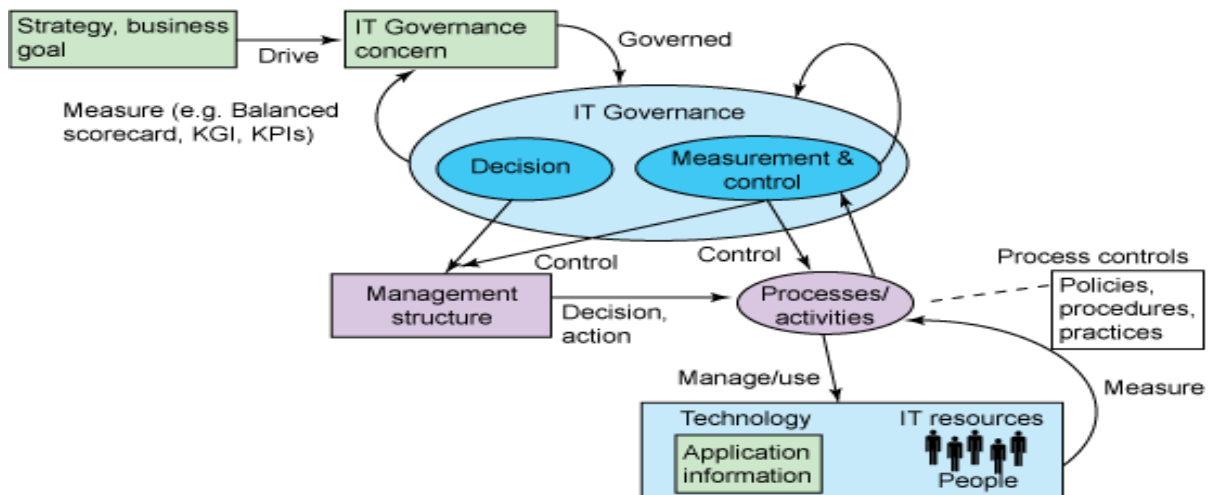 Strategy, business
goal
Drive
IT Governance
concern
Governed
Measure (e.g. Balanced
scorecard, KGI, KPIs)
IT Governance
Decision
Measurement &
control
Control
Control
Process controls
Management
structure
Decision,
action
Processes/
activities
Policies,
procedures,
practices
Manage/use
Measure
Technology
IT resources
Application
information
People